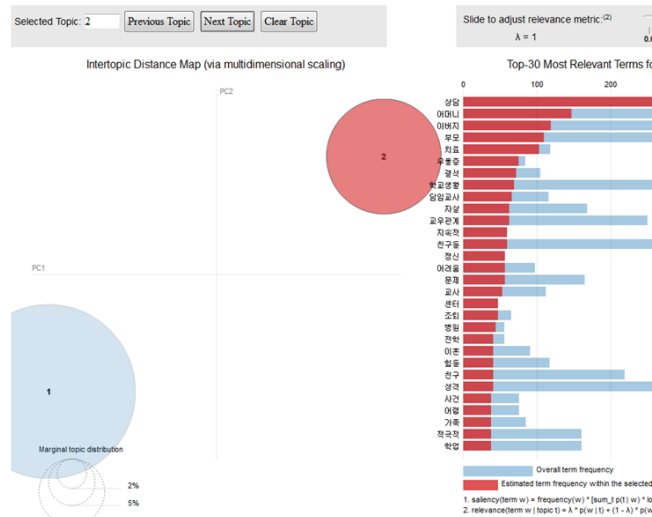 Selected Topic: 2 Previous Topic Next Topic Clear Topic
Slide to adjust relevance metric:(2)
λ = 1
0.0
Intertopic Distance Map (via multidimensional scaling)
PC2
PC1
2
1
Marginal topic distribution
2%
5%
Top-30 Most Relevant Terms fo
0 100 200
상담
어머니
아버지
부모
치료
우울증
결석
학교생활
담임교사
자살
교우관계
지속적
친구들
정신
어려움
문제
교사
센터
조퇴
병원
전학
이혼
힘듦
친구
성격
사건
어렵
가족
적극적
학업
Overall term frequency
Estimated term frequency within the selected
1. saliency(term w) = frequency(w) * [sum_t p(t | w) * lo
2. relevance(term w | topic t) = λ * p(w | t) + (1 - λ) * p(w